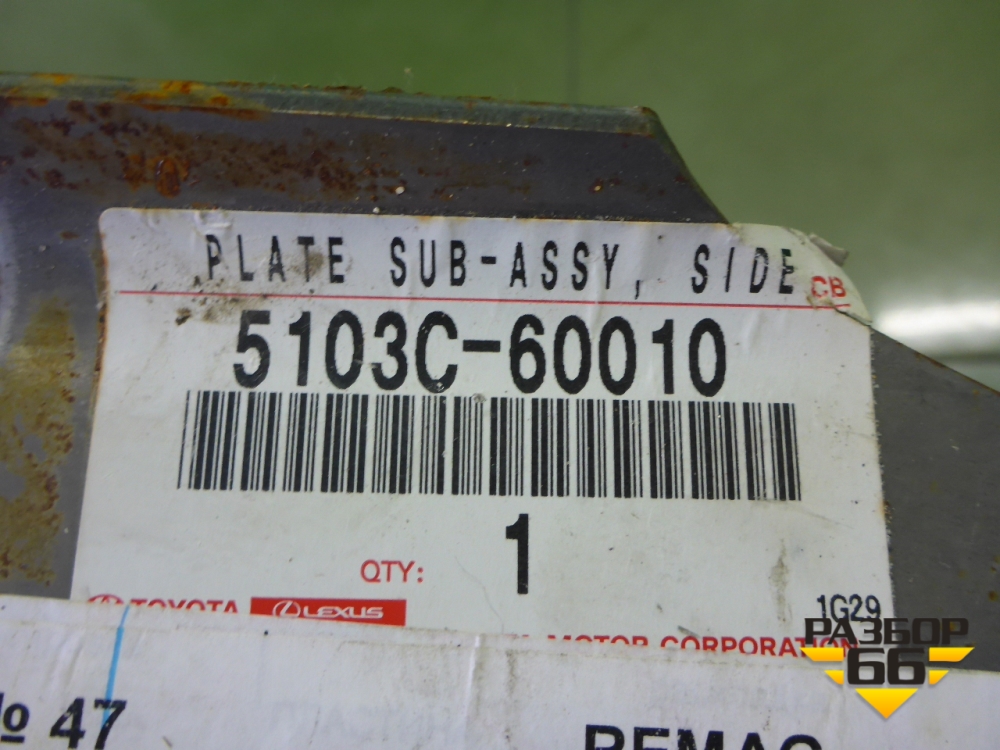 PLATE SUB-ASSY, SIDE CB
5103C-60010
1
QTY:
TOYOTA LEXUS
1G29
MOTOR CORPORATION
РАЗБОР
66
№ 47